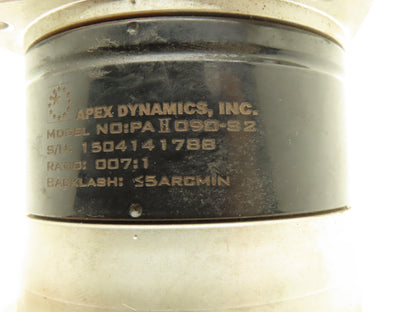 APEX DYNAMICS, INC.
MODEL NO:PAⅡ090-S2
S/N: 1504141788
RATIO: 007:1
BACKLASH: ≤5ARCMIN